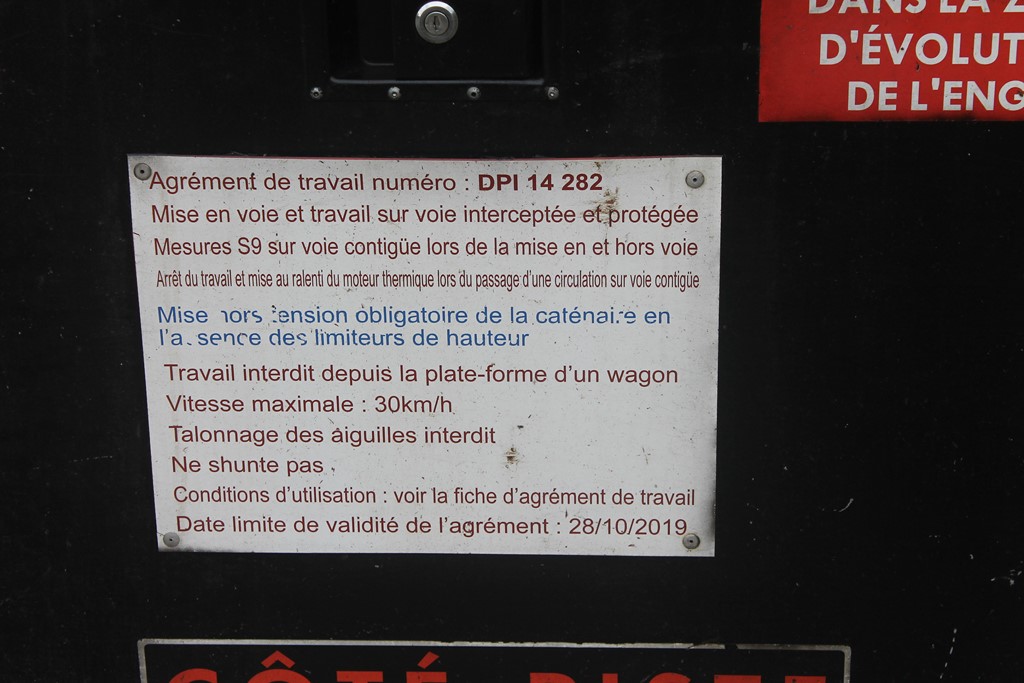 DANS LA Z
D'ÉVOLUT
DE L'ENG
Agrément de travail numéro : DPI 14 282
Mise en voie et travail sur voie interceptée et protégée
Mesures S9 sur voie contigüe lors de la mise en et hors voie
Arrêt du travail et mise au ralenti du moteur thermique lors du passage d'une circulation sur voie contigüe
Mise hors tension obligatoire de la caténaire en
l'absence des limiteurs de hauteur
Travail interdit depuis la plate-forme d'un wagon
Vitesse maximale : 30km/h
Talonnage des aiguilles interdit
Ne shunte pas
Conditions d'utilisation : voir la fiche d'agrément de travail
Date limite de validité de l'agrément : 28/10/2019
CÔTÉ PISTE